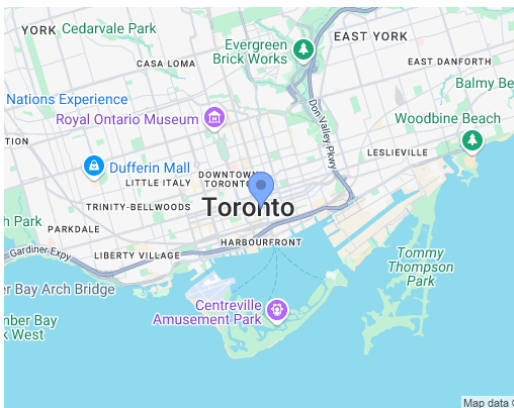 YORK
Cedarvale Park
EAST YORK
Evergreen
Brick Works
CASA LOMA
EAST DANFORTH
Balmy Be
Nations Experience
Royal Ontario Museum
Don Valley Pkwy
Woodbine Beach
TION
LESLIEVILLE
Dufferin Mall
DOWNTOWN
TORONTO
LITTLE ITALY
TRINITY-BELLWOODS
Toronto
h Park
PARKDALE
Gardiner Expy
LIBERTY VILLAGE
HARBOURFRONT
Tommy
Thompson
Park
er Bay Arch Bridge
Centreville
Amusement Park
mber Bay
k West
Map data ©